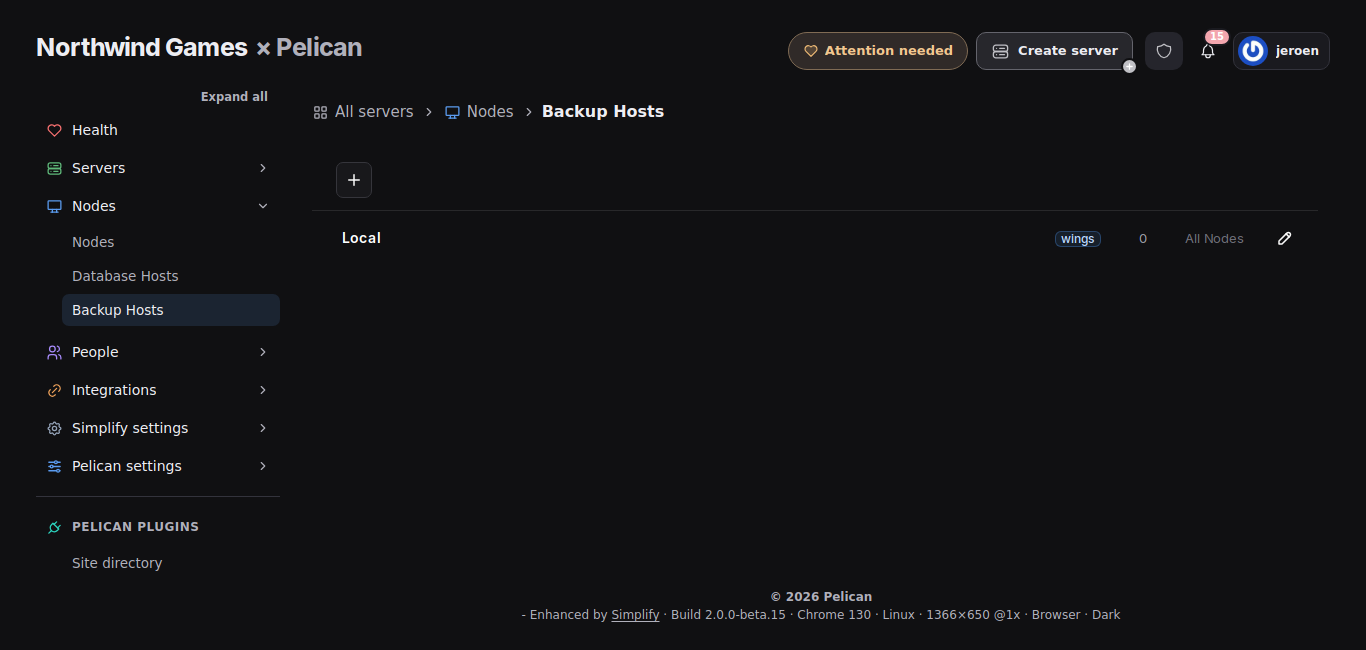 Northwind Games × Pelican
Attention needed
Create server
15
jeroen
Expand all
Health
Servers
Nodes
Nodes
Database Hosts
Backup Hosts
People
Integrations
Simplify settings
Pelican settings
PELICAN PLUGINS
Site directory
All servers > Nodes > Backup Hosts
Local wings 0 All Nodes
© 2026 Pelican
- Enhanced by Simplify · Build 2.0.0-beta.15 · Chrome 130 · Linux · 1366×650 @1x · Browser · Dark